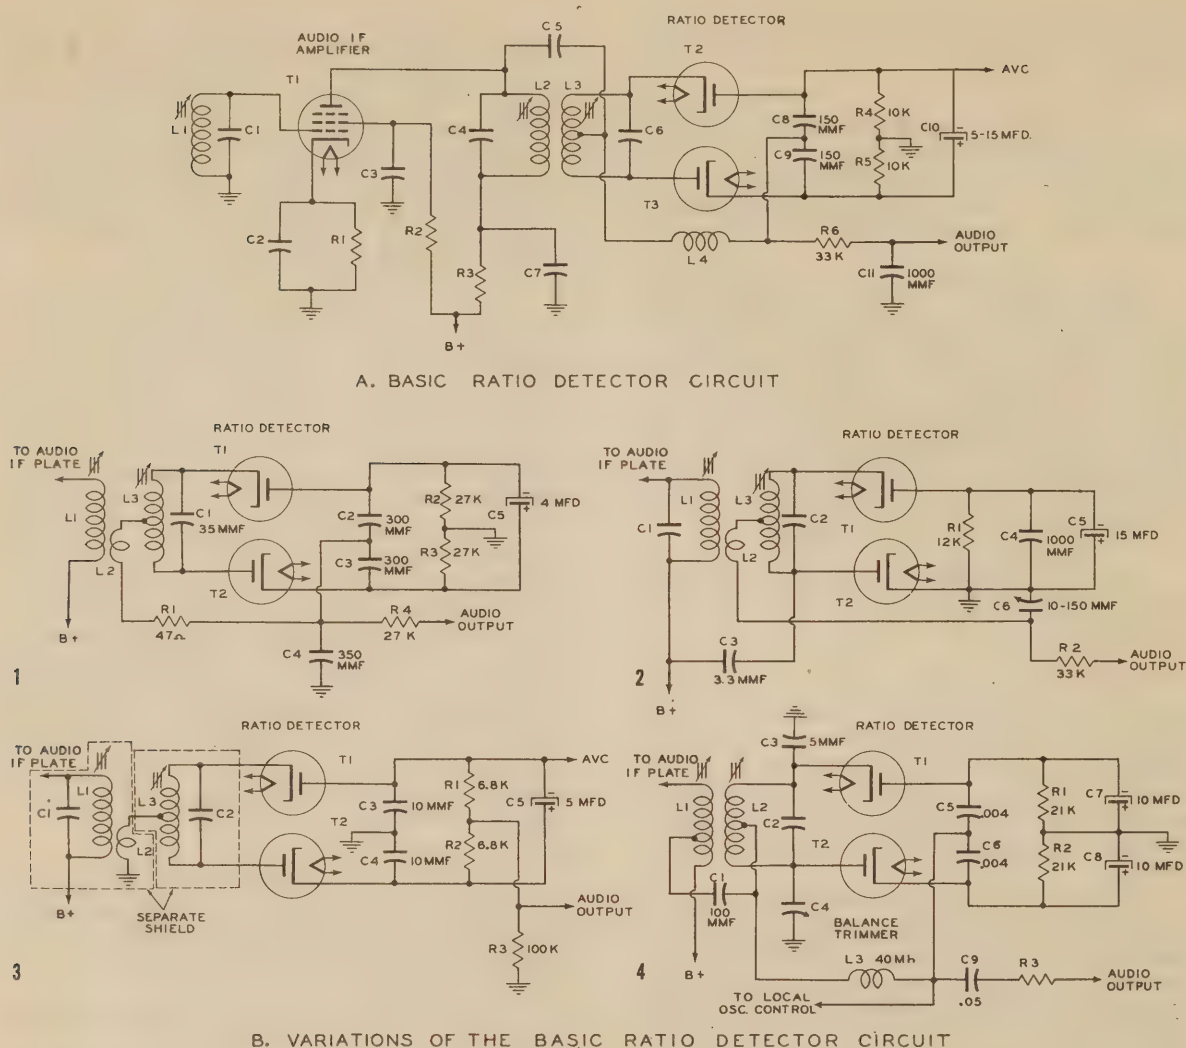 RATIO DETECTOR
AUDIO IF
AMPLIFIER
T1
C5
T2
AVC
L1
C1
L2
L3
C4
C6
C8
150
MMF
R4
10K
C10
-
+
5-15 MFD.
C3
C9
150
MMF
R5
10K
T3
C2
R1
R2
R3
C7
L4
R6
33K
AUDIO
OUTPUT
C11
1000
MMF
B+
A. BASIC RATIO DETECTOR CIRCUIT
RATIO DETECTOR
T1
TO AUDIO
IF PLATE
L1
L3
C1
35MMF
L2
T2
C2
300
MMF
C3
300
MMF
R2
27K
R3
27K
C5
-
+
4 MFD
R1
47Ω
R4
27K
AUDIO
OUTPUT
C4
350
MMF
B+
1
RATIO DETECTOR
TO AUDIO
IF PLATE
L1
L3
C1
C2
L2
T1
T2
R1
12K
C4
1000
MMF
C5
-
+
15 MFD
C6
10-150 MMF
C3
3.3MMF
R2
33K
AUDIO
OUTPUT
B+
2
RATIO DETECTOR
T1
TO AUDIO
IF PLATE
C1
L1
L3
L2
C2
T2
C3
10MMF
C4
10MMF
R1
6.8K
R2
6.8K
C5
-
+
5 MFD
AVC
AUDIO
OUTPUT
R3
100K
B+
SEPARATE
SHIELD
3
RATIO DETECTOR
T1
C3
5MMF
TO AUDIO
IF PLATE
L1
L2
C2
T2
C5
.004
C6
.004
R1
21K
R2
21K
C7
-
+
10 MFD
C8
-
+
10 MFD
C1
100
MMF
C4
BALANCE
TRIMMER
L3 40Mh
C9
.05
R3
AUDIO
OUTPUT
TO LOCAL
OSC. CONTROL
B+
4
B. VARIATIONS OF THE BASIC RATIO DETECTOR CIRCUIT